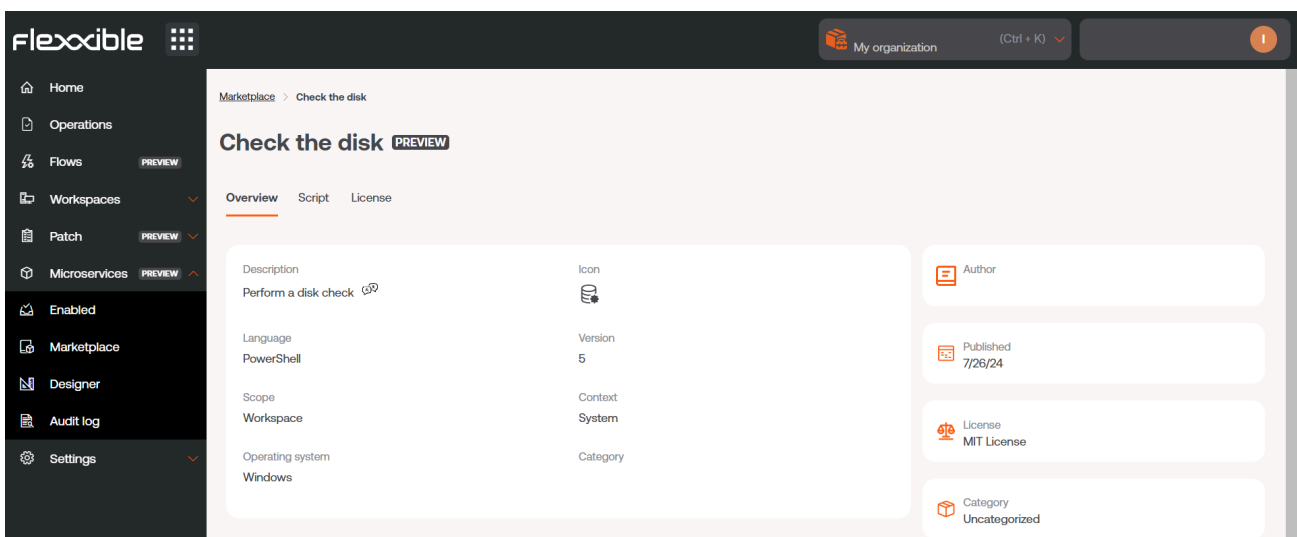 Flexxible
My organization
(Ctrl + K)
I
Home
Operations
Flows PREVIEW
Workspaces
Patch PREVIEW
Microservices PREVIEW
Enabled
Marketplace
Designer
Audit log
Settings
Marketplace > Check the disk
Check the disk PREVIEW
Overview Script License
Description
Perform a disk check
Icon
Language
PowerShell
Version
5
Scope
Workspace
Context
System
Operating system
Windows
Category
Author
Published
7/26/24
License
MIT License
Category
Uncategorized